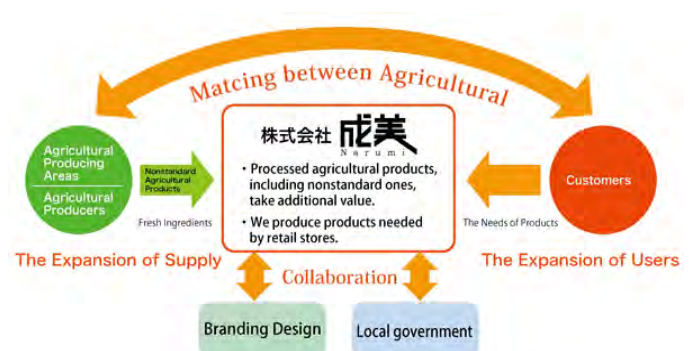 Matcing between Agricultural
株式会社 成美
Narumi
・Processed agricultural products,
including nonstandard ones,
take additional value.
・We produce products needed
by retail stores.
Agricultural
Producing
Areas
Agricultural
Producers
Nonstandard
Agricultural
Products
Fresh Ingredients
The Needs of Products
Customers
The Expansion of Supply
Collaboration
The Expansion of Users
Branding Design
Local government